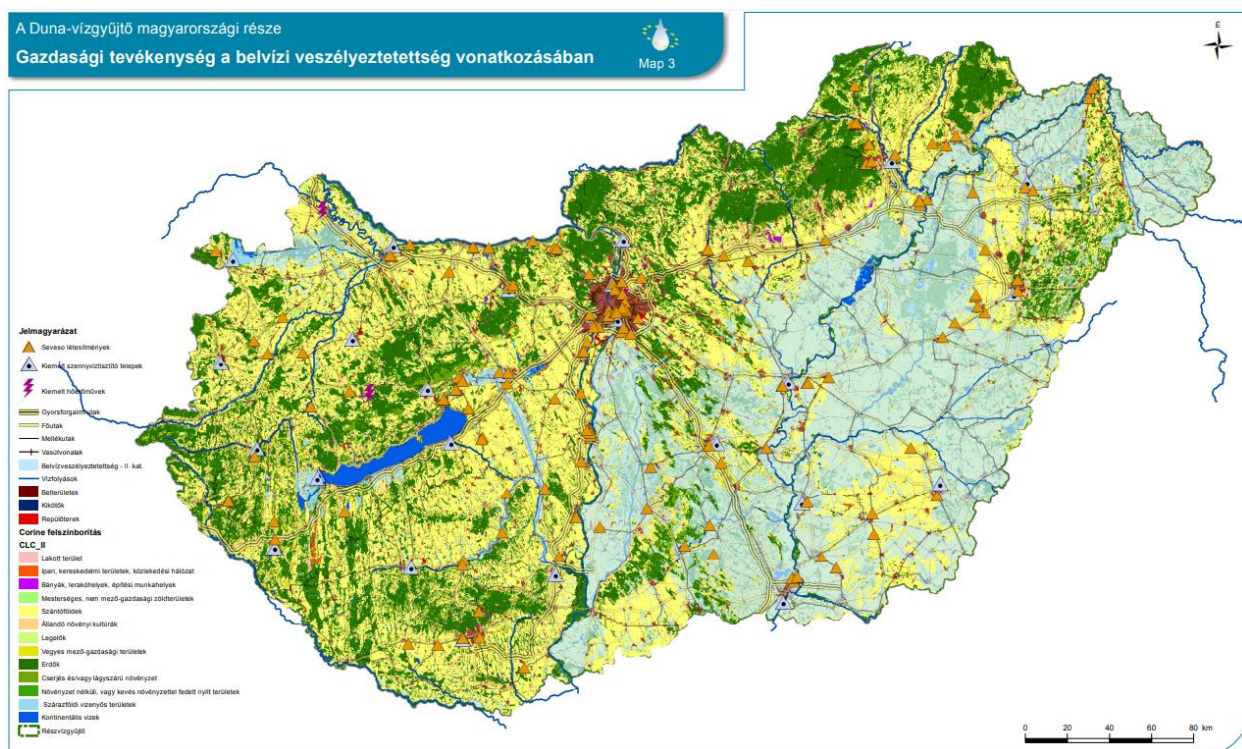 A Duna-vízgyűjtő magyarországi része
Gazdasági tevékenység a belvízi veszélyeztetettség vonatkozásában
Map 3
É
Jelmagyarázat
Seveso létesítmények
Kiemelt szennyvíztisztító telepek
Kiemelt hőerőművek
Gyorsforgalmi utak
Főutak
Mellékutak
Vasútvonalak
Belvízveszélyeztetettség - II. kat.
Vízfolyások
Belterületek
Kikötők
Repülőterek
Corine felszínborítás
CLC_II
Lakott terület
Ipari, kereskedelmi területek, közlekedési hálózat
Bányák, lerakóhelyek, építési munkahelyek
Mesterséges, nem mező-gazdasági zöldterületek
Szántóföldek
Állandó növényi kultúrák
Legelők
Vegyes mező-gazdasági területek
Erdők
Cserjés és/vagy lágyszárú növényzet
Növényzet nélküli, vagy kevés növényzettel fedett nyílt területek
Szárazföldi vizenyős területek
Kontinentális vizek
Részvízgyűjtő
0 20 40 60 80 km